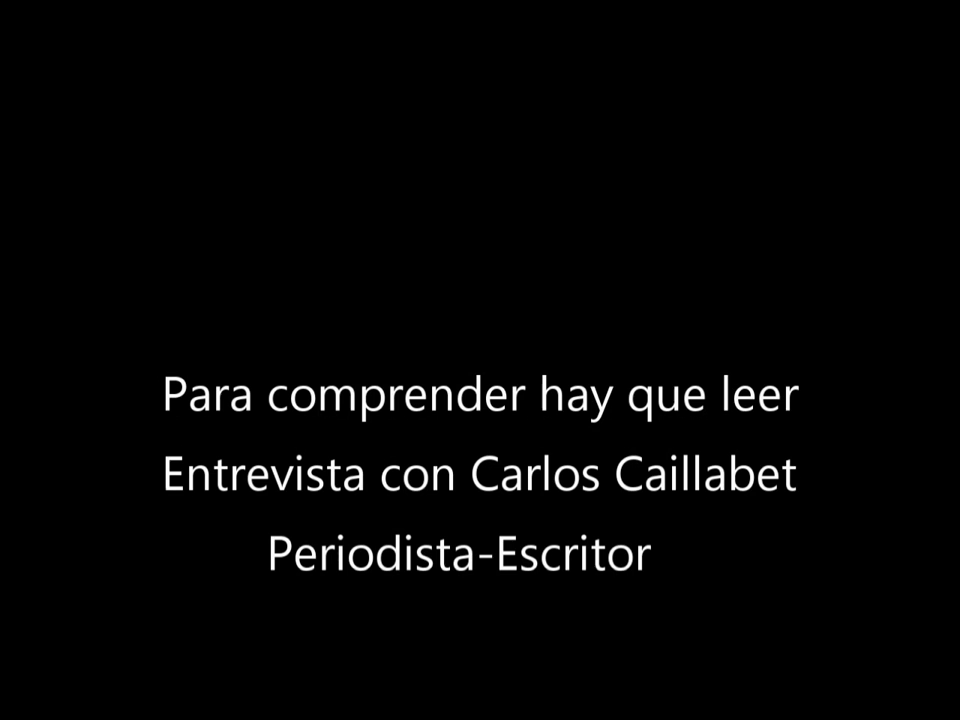 Para comprender hay que leer
Entrevista con Carlos Caillabet
Periodista-Escritor